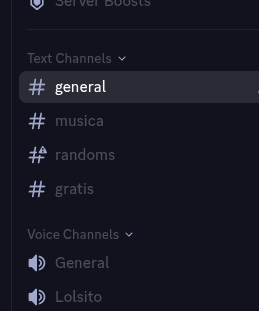 Server Boosts
Text Channels
general
musica
randoms
gratis
Voice Channels
General
Lolsito